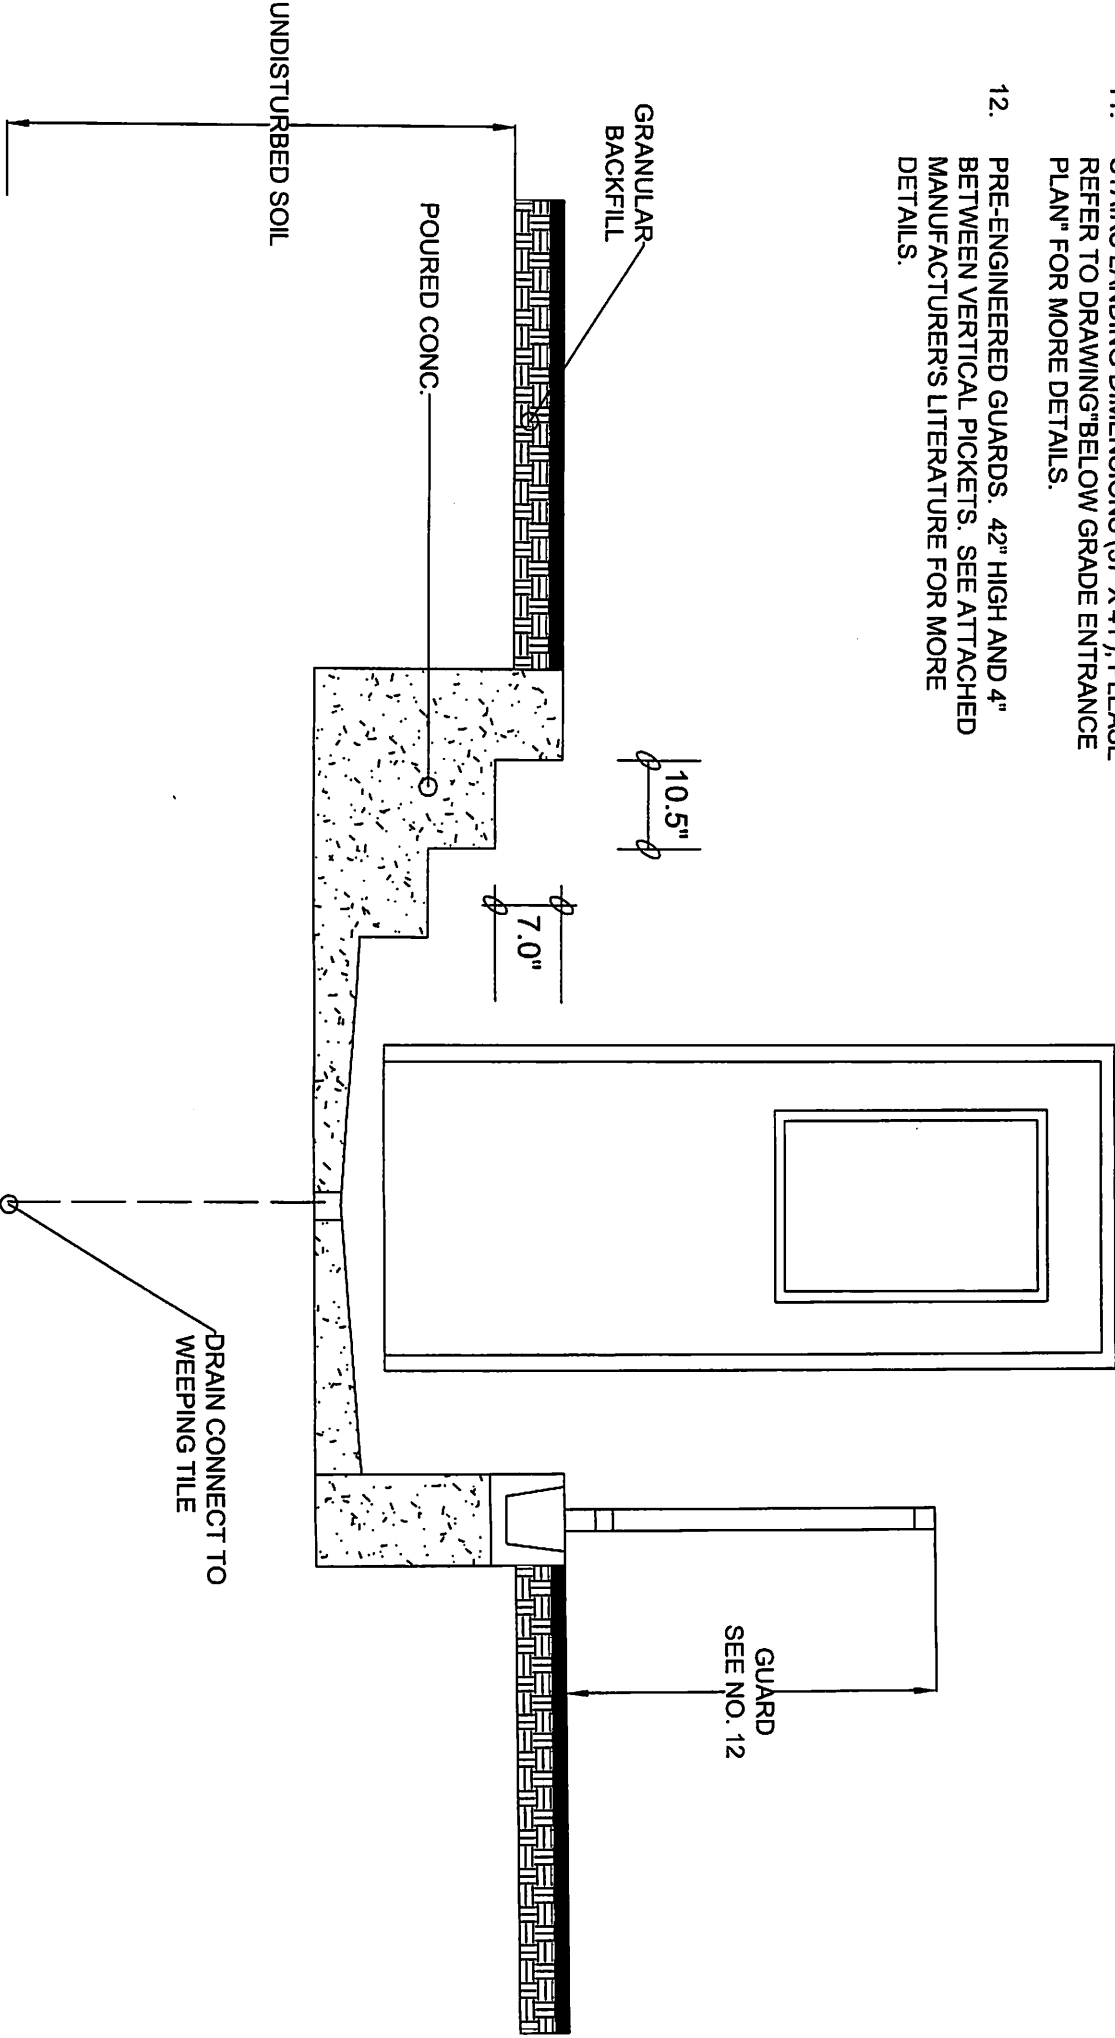 REFER TO DRAWING"BELOW GRADE ENTRANCE
PLAN" FOR MORE DETAILS.
12. PRE-ENGINEERED GUARDS. 42" HIGH AND 4"
BETWEEN VERTICAL PICKETS. SEE ATTACHED
MANUFACTURER'S LITERATURE FOR MORE
DETAILS.
GRANULAR
BACKFILL
10.5"
7.0"
GUARD
SEE NO. 12
POURED CONC.
UNDISTURBED SOIL
DRAIN CONNECT TO
WEEPING TILE